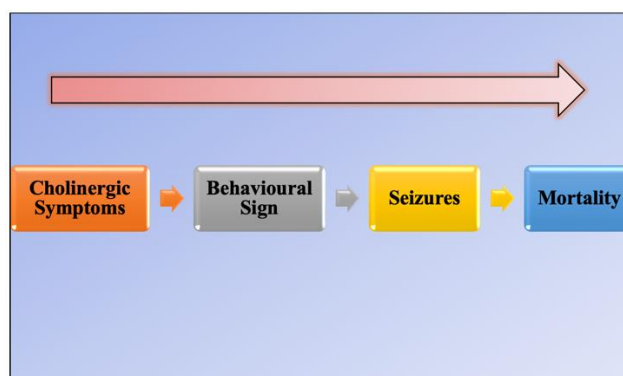 Cholinergic
Symptoms
Behavioural
Sign
Seizures
Mortality